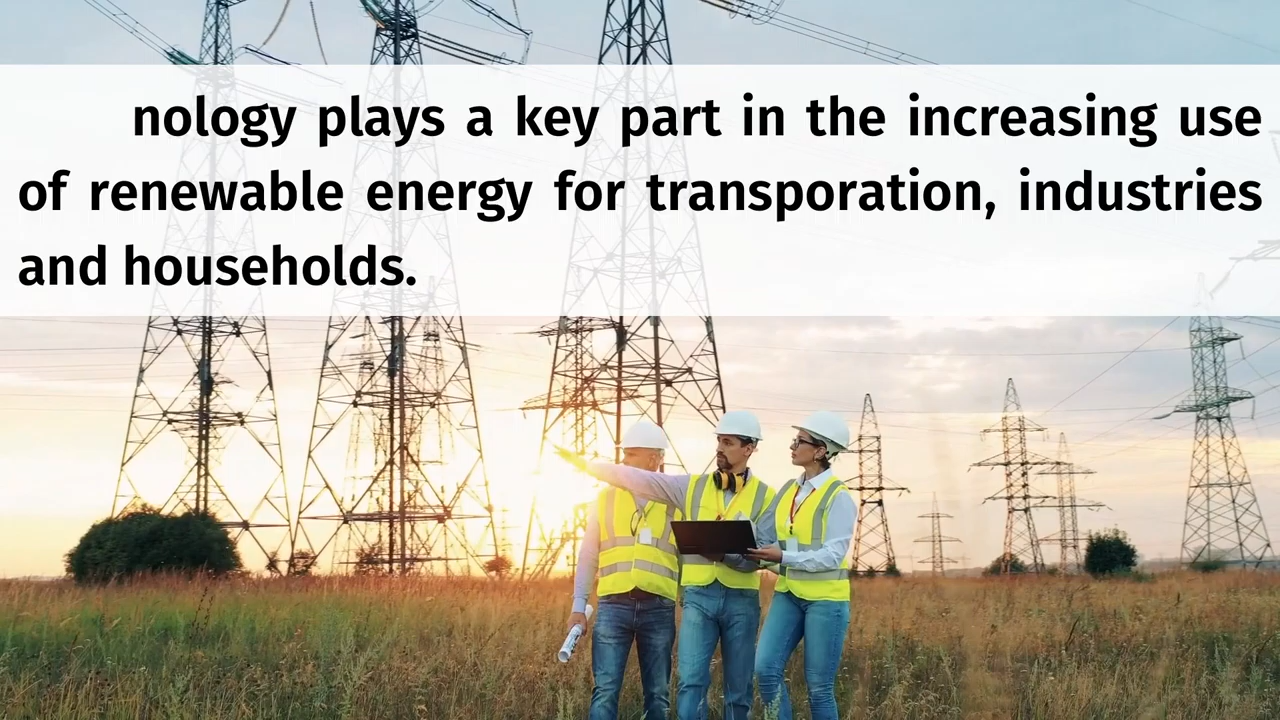 nology plays a key part in the increasing use
of renewable energy for transporation, industries
and households.